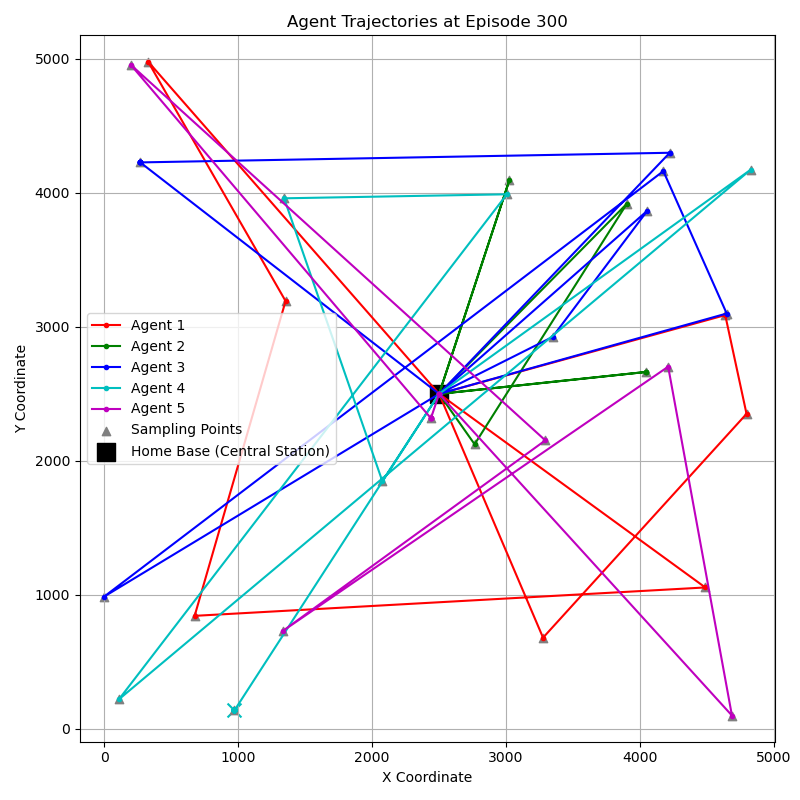 Agent Trajectories at Episode 300
Y Coordinate
5000
4000
3000
2000
1000
0
Agent 1
Agent 2
Agent 3
Agent 4
Agent 5
Sampling Points
Home Base (Central Station)
0 1000 2000 3000 4000 5000
X Coordinate